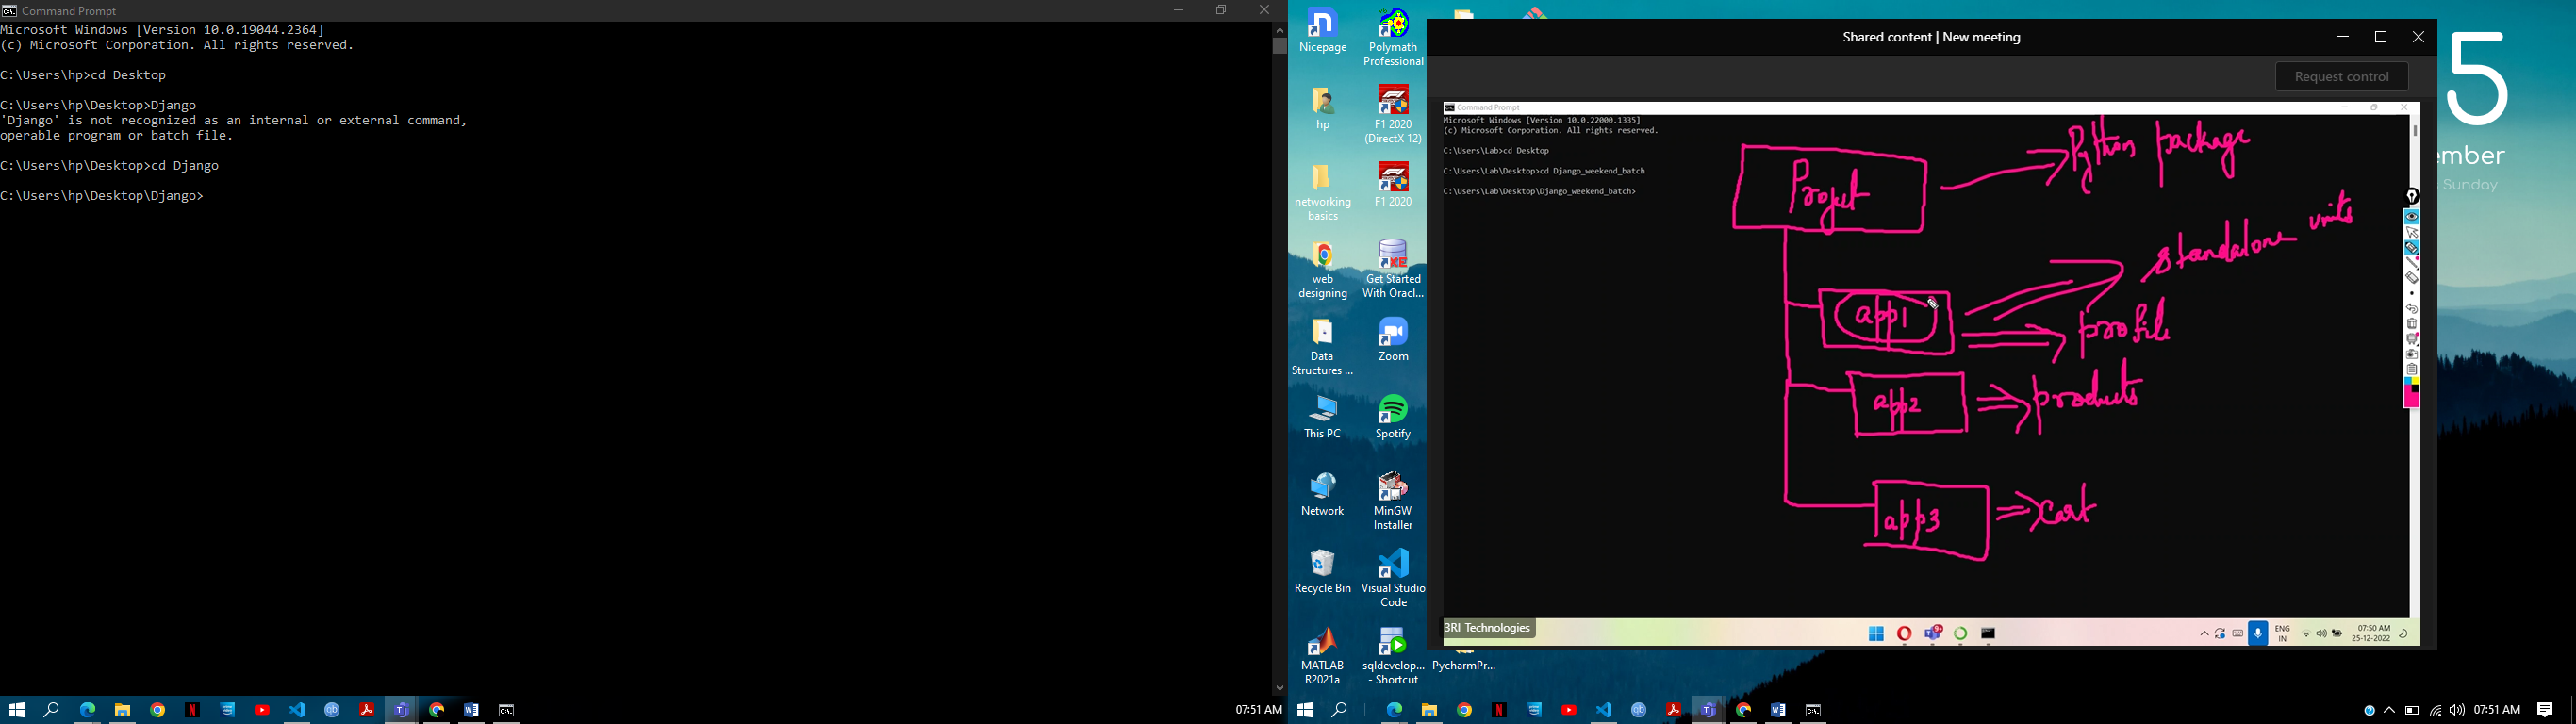 Command Prompt
Microsoft Windows [Version 10.0.19044.2364]
(c) Microsoft Corporation. All rights reserved.
C:\Users\hp>cd Desktop
C:\Users\hp\Desktop>Django
'Django' is not recognized as an internal or external command,
operable program or batch file.
C:\Users\hp\Desktop>cd Django
C:\Users\hp\Desktop\Django>
07:51 AM
Nicepage
Polymath
Professional
hp
F1 2020
(DirectX 12)
networking
basics
F1 2020
web
designing
Get Started
With Oracl...
Data
Structures ...
Zoom
This PC
Spotify
Network
MinGW
Installer
Recycle Bin
Visual Studio
Code
MATLAB
R2021a
sqldevelop...
- Shortcut
PycharmPr...
Shared content | New meeting
Request control
Command Prompt
Microsoft Windows [Version 10.0.22000.1335]
(c) Microsoft Corporation. All rights reserved.
C:\Users\Lab>cd Desktop
C:\Users\Lab\Desktop>cd Django_weekend_batch
C:\Users\Lab\Desktop\Django_weekend_batch>
Project
Python package
standalone units
app1
profile
app2
products
app3
cart
3RI_Technologies
ENG
IN
07:50 AM
25-12-2022
5
ember
Sunday
07:51 AM